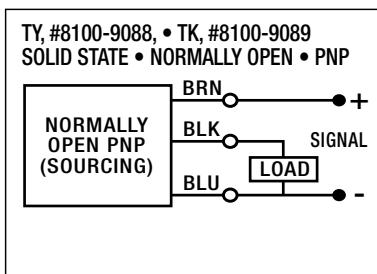 TY, #8100-9088, • TK, #8100-9089
SOLID STATE • NORMALLY OPEN • PNP
BRN
+
NORMALLY
OPEN PNP
(SOURCING)
BLK
SIGNAL
LOAD
BLU
-